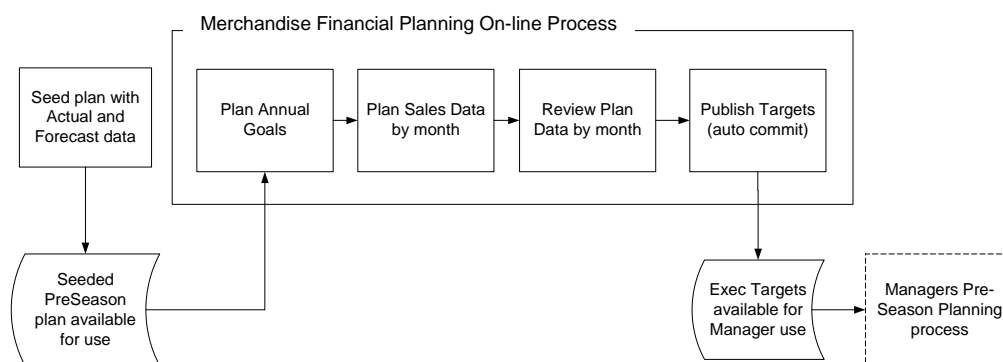 Merchandise Financial Planning On-line Process
Seed plan with
Actual and
Forecast data
Plan Annual
Goals
Plan Sales Data
by month
Review Plan
Data by month
Publish Targets
(auto commit)
Seeded
PreSeason
plan available
for use
Exec Targets
available for
Manager use
Managers Pre-
Season Planning
process